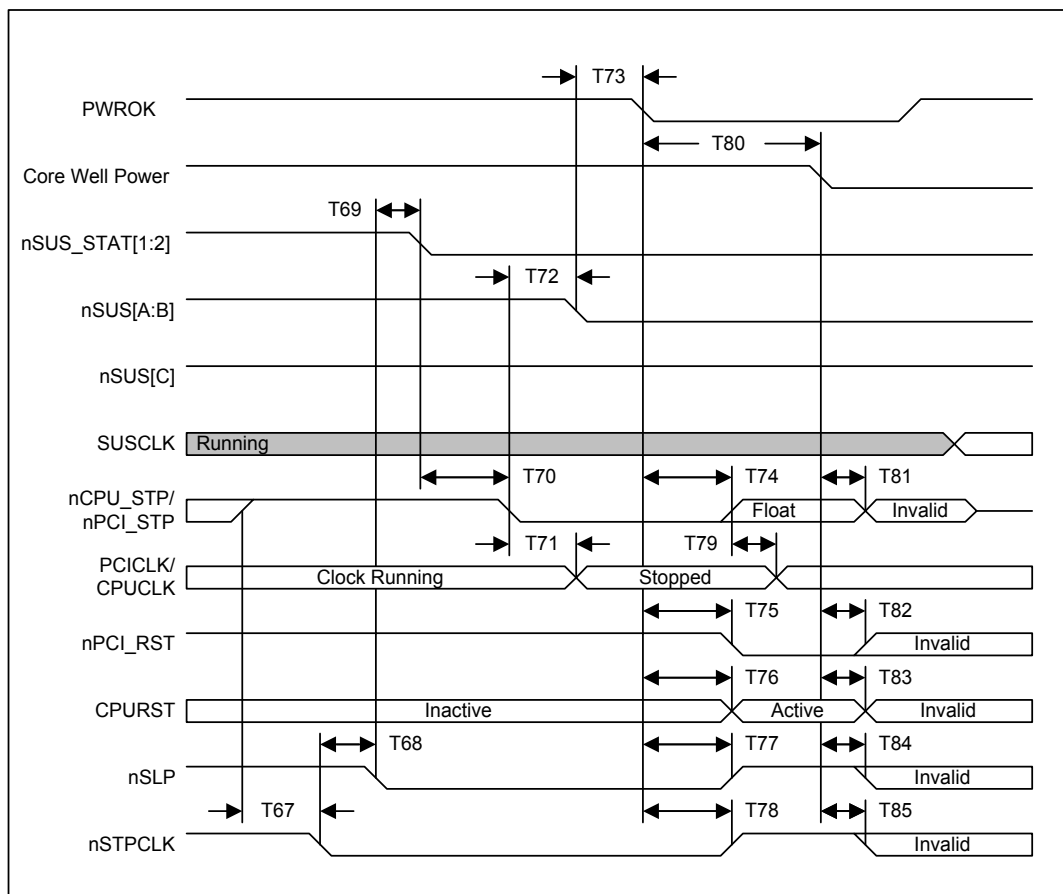 T73
PWROK
T80
Core Well Power
T69
nSUS_STAT[1:2]
T72
nSUS[A:B]
nSUS[C]
SUSCLK
Running
T70
T74
T81
nCPU_STP/
nPCI_STP
Float
Invalid
T71
T79
PCICLK/
CPUCLK
Clock Running
Stopped
T75
T82
nPCI_RST
Invalid
T76
T83
CPURST
Inactive
Active
Invalid
T68
T77
T84
nSLP
Invalid
T67
T78
T85
nSTPCLK
Invalid